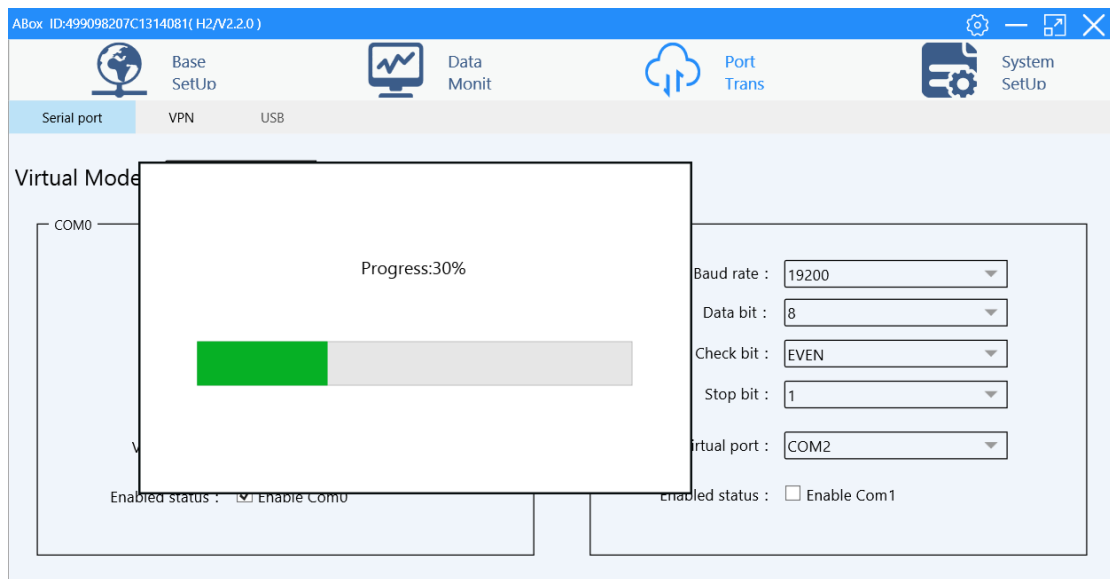 ABox ID:499098207C1314081( H2/V2.2.0 )
Base
SetUp
Data
Monit
Port
Trans
System
SetUp
Serial port
VPN
USB
Virtual Mode
COM0
Progress:30%
Baud rate :
19200
Data bit :
8
Check bit :
EVEN
Stop bit :
1
irtual port :
COM2
Enabled status :
Enable Com0
Enabled status :
Enable Com1